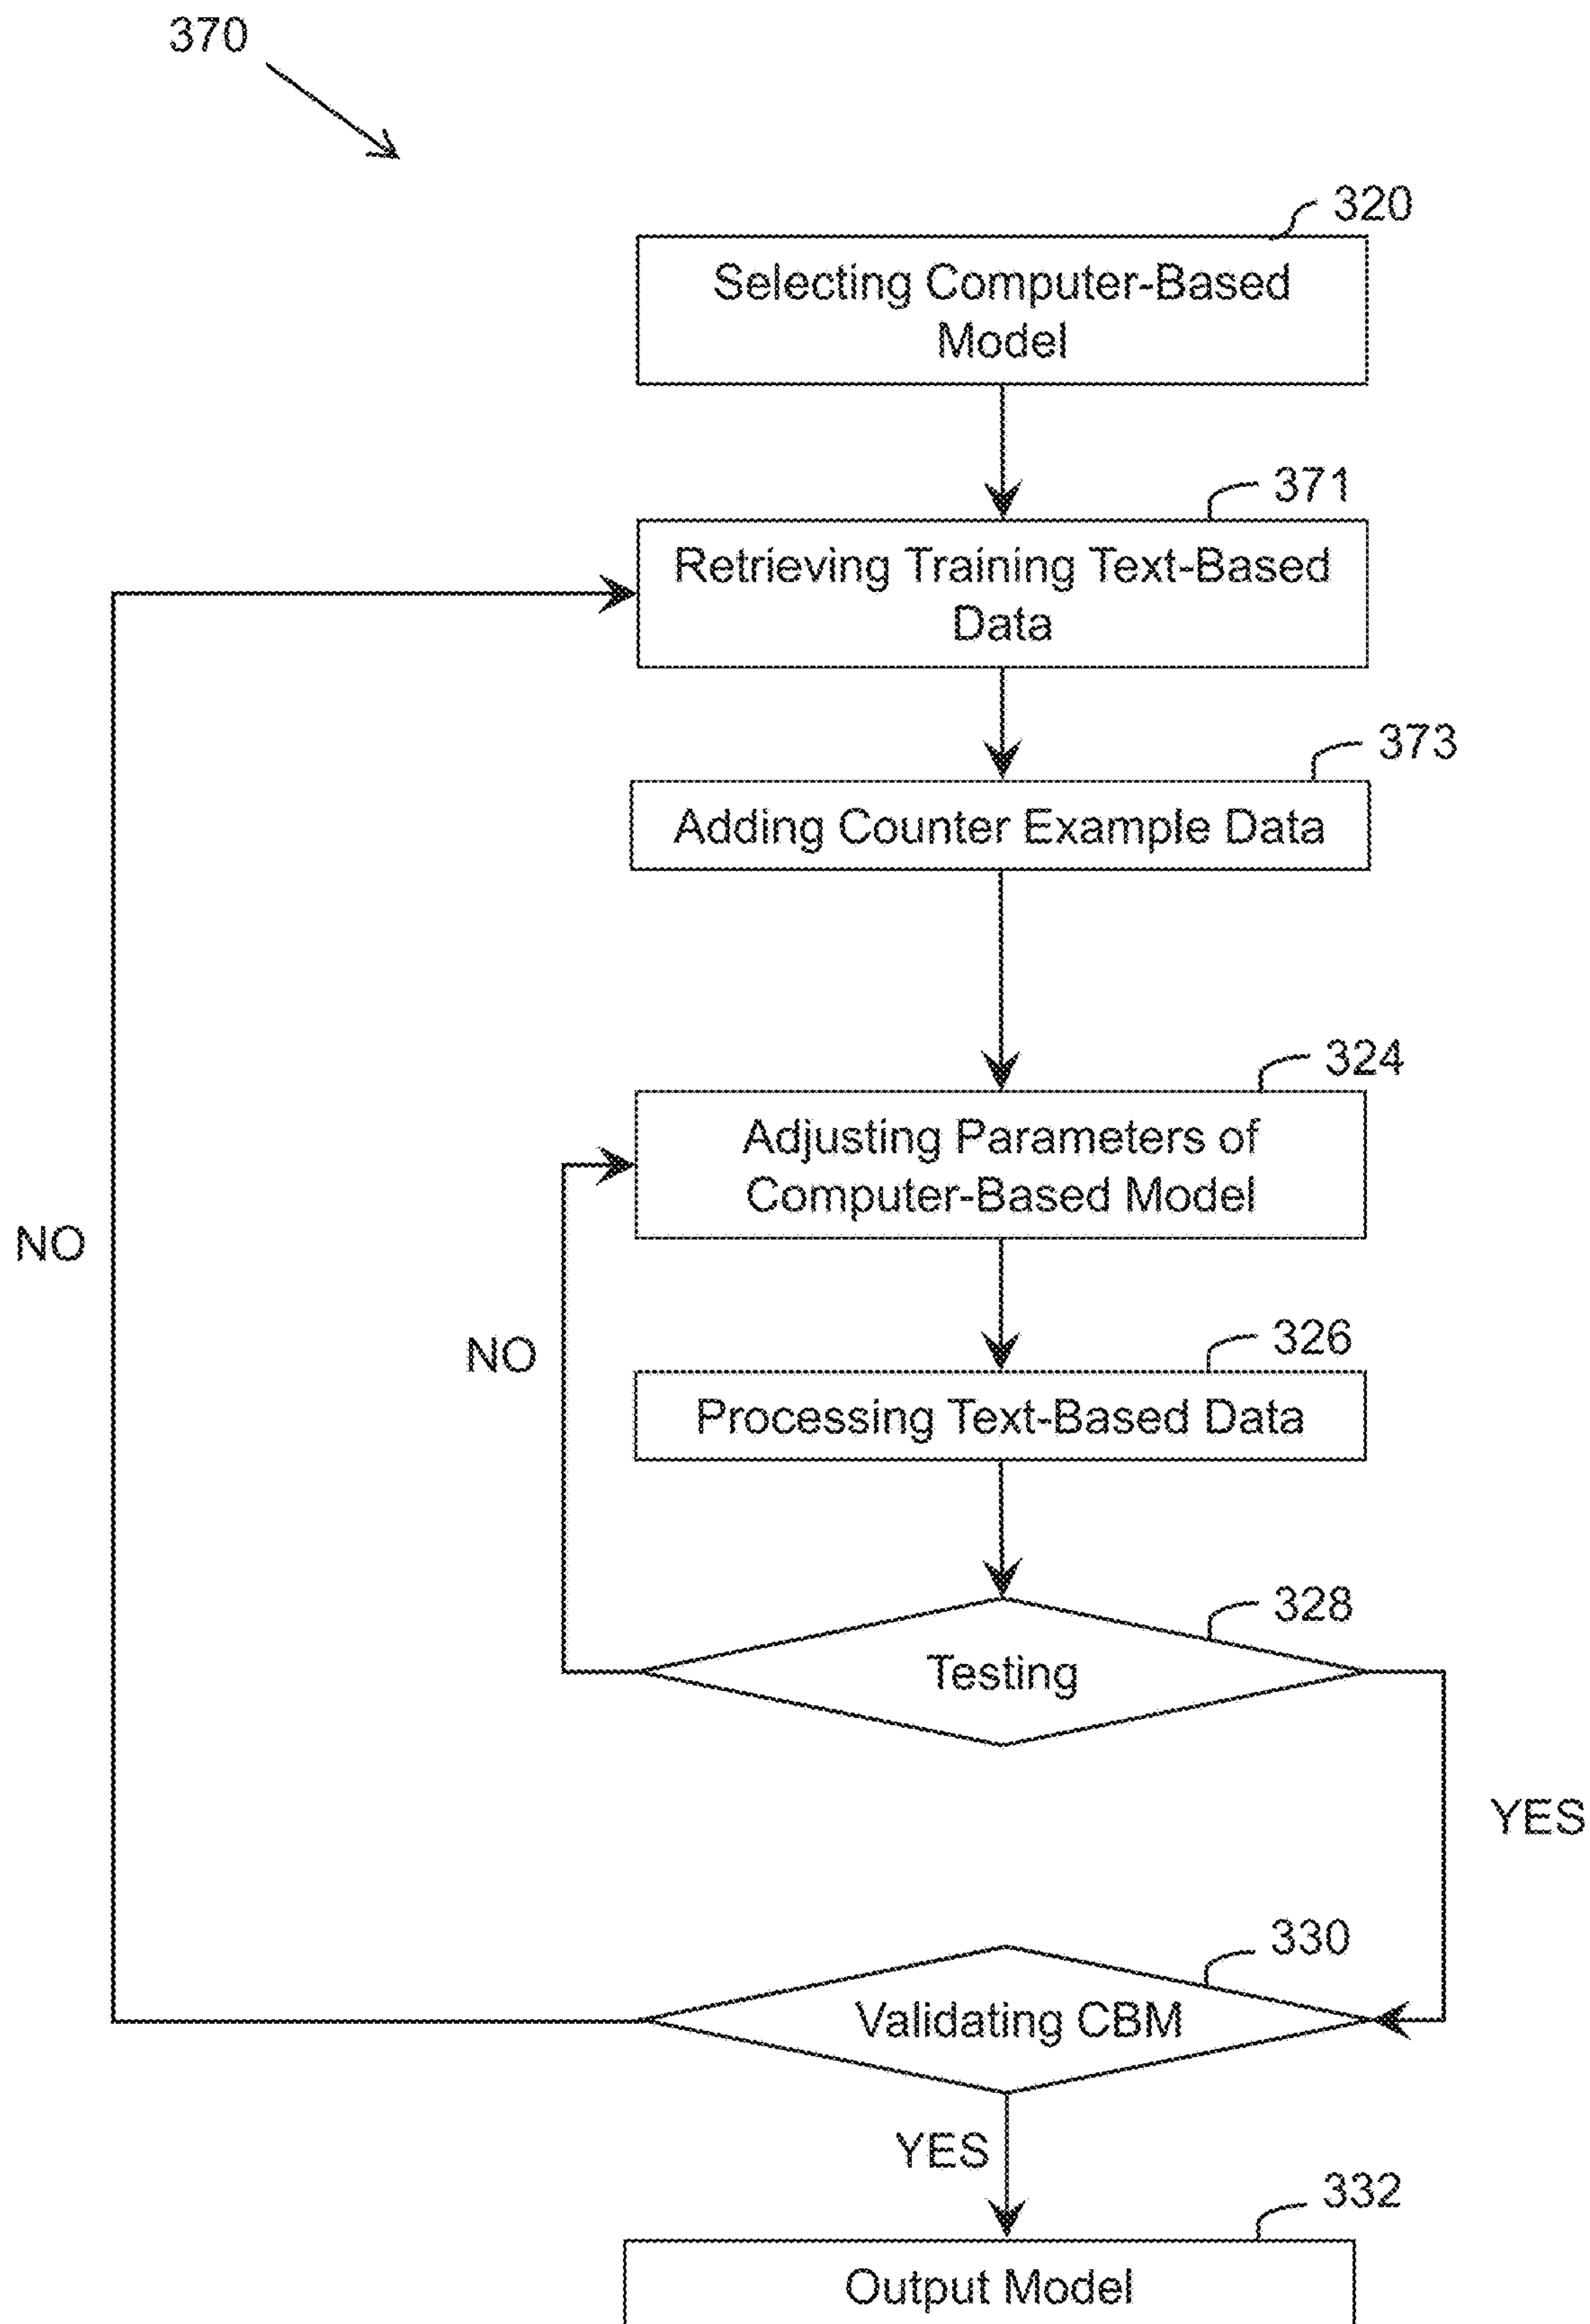 370
320
Selecting Computer-Based
Model
371
Retrieving Training Text-Based
Data
373
Adding Counter Example Data
324
Adjusting Parameters of
Computer-Based Model
NO
NO
326
Processing Text-Based Data
328
Testing
YES
330
Validating CBM
YES
332
Output Model